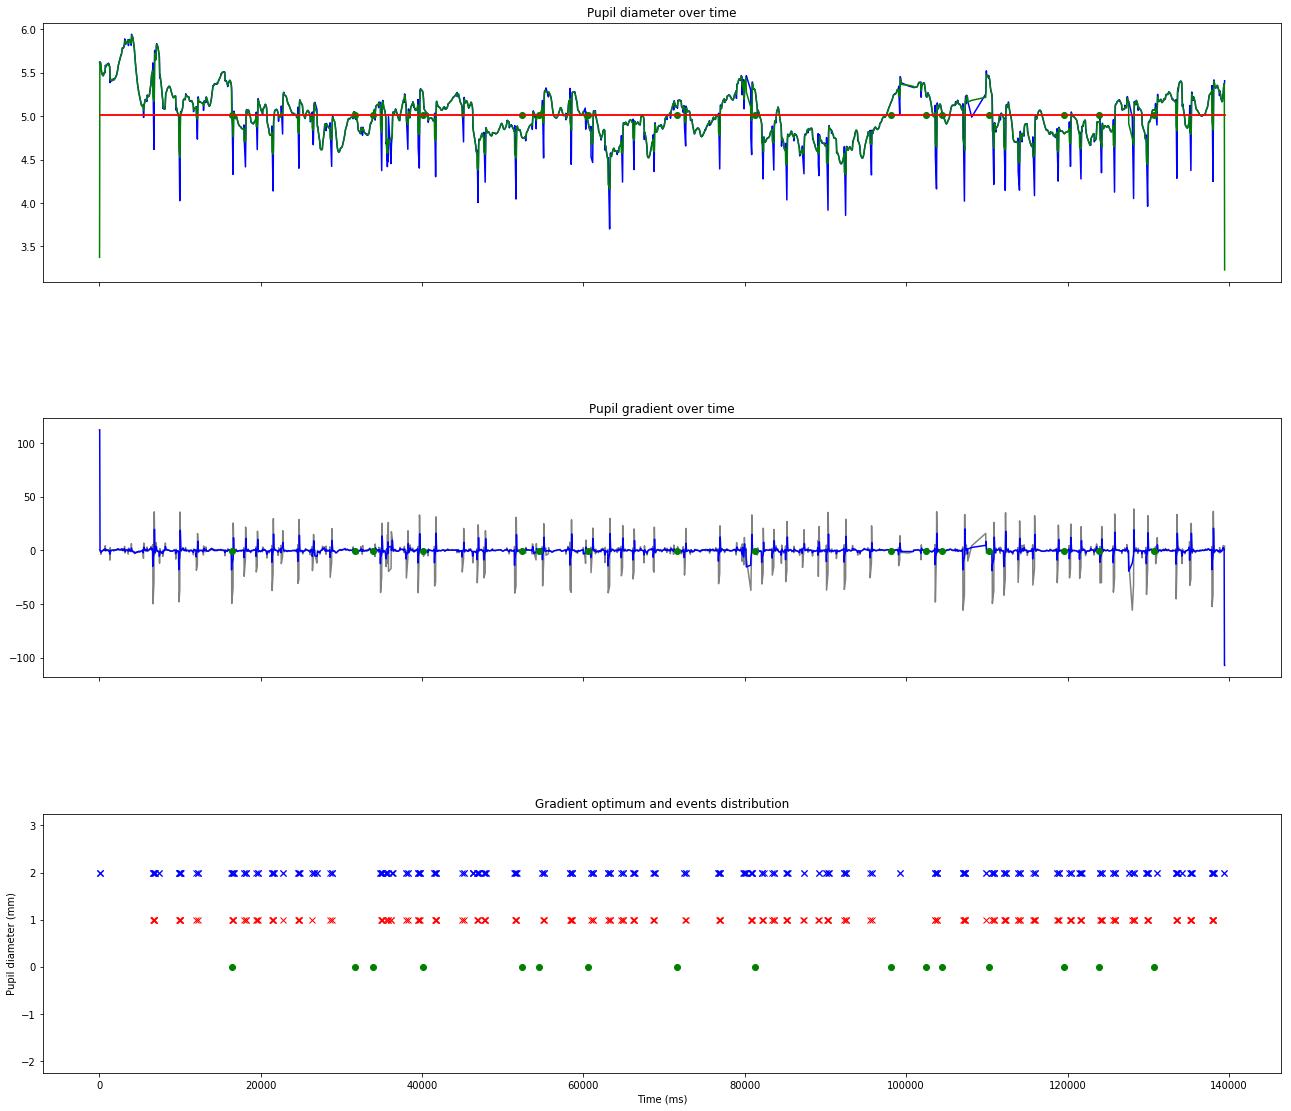 Pupil diameter over time
6.0
5.5
5.0
4.5
4.0
3.5
Pupil gradient over time
100
50
0
−50
−100
Gradient optimum and events distribution
3
2
1
0
−1
−2
Pupil diameter (mm)
0 20000 40000 60000 80000 100000 120000 140000
Time (ms)